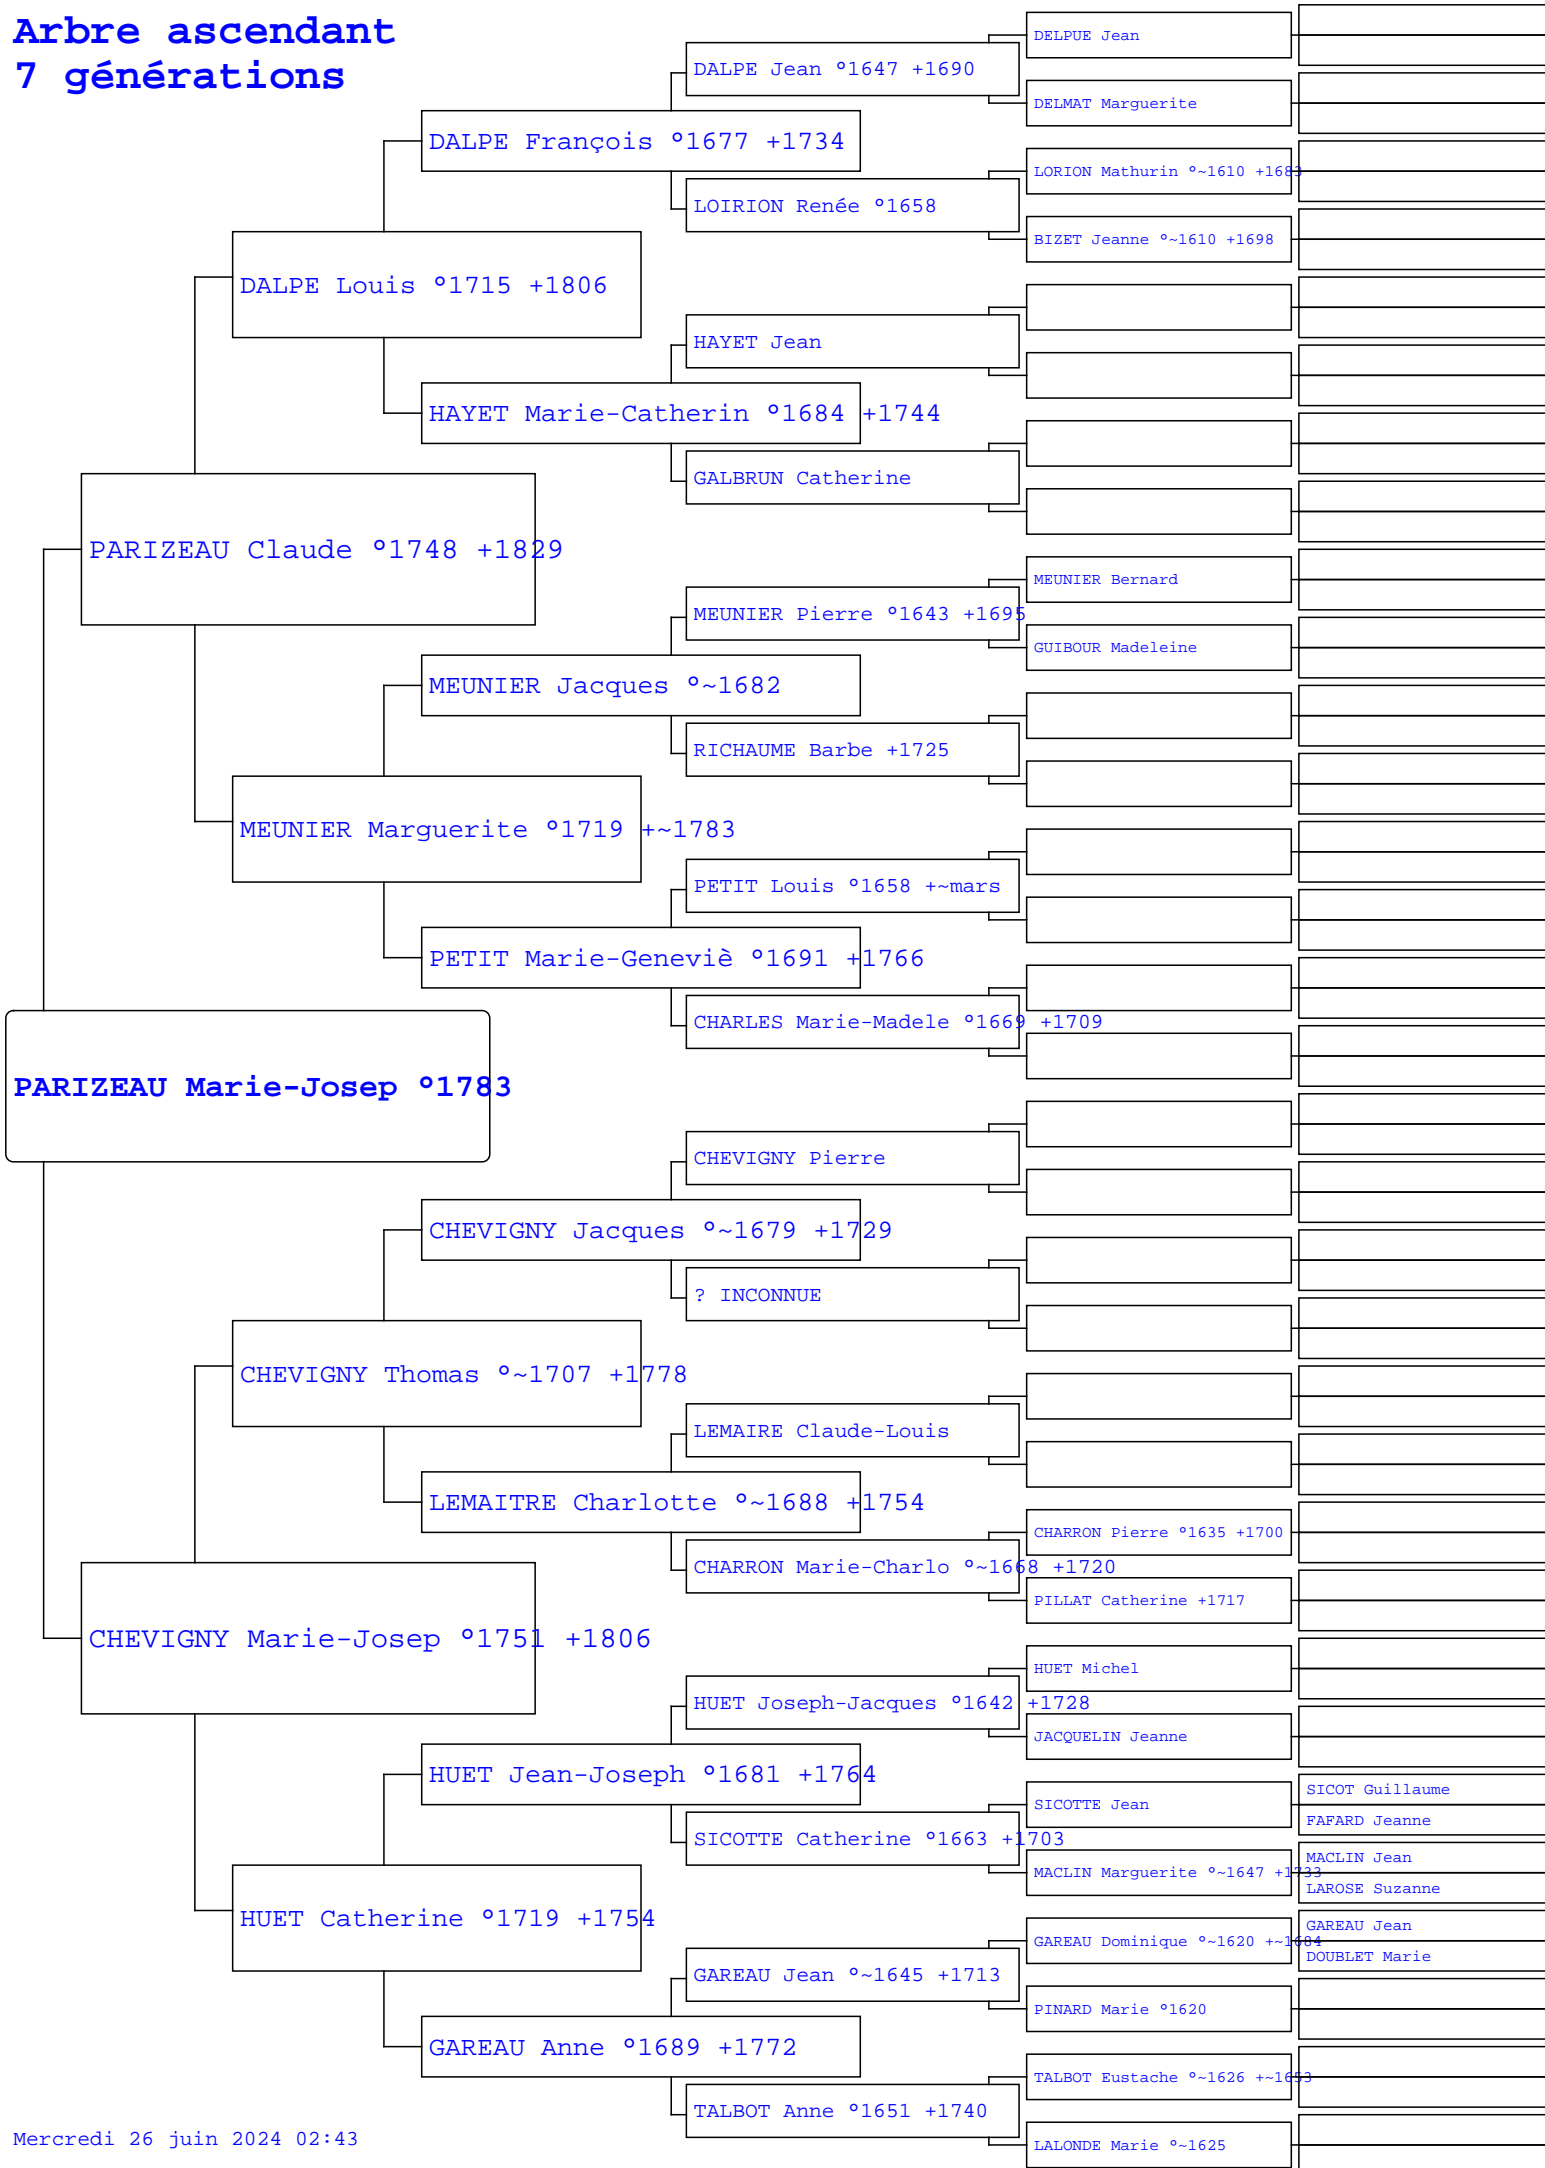 Arbre ascendant
7 générations
DELPUE Jean
DALPE Jean °1647 +1690
DELMAT Marguerite
DALPE François °1677 +1734
LORION Mathurin °~1610 +1683
LOIRION Renée °1658
BIZET Jeanne °~1610 +1698
DALPE Louis °1715 +1806
HAYET Jean
HAYET Marie-Catherin °1684 +1744
GALBRUN Catherine
PARIZEAU Claude °1748 +1829
MEUNIER Bernard
MEUNIER Pierre °1643 +1695
GUIBOUR Madeleine
MEUNIER Jacques °~1682
RICHAUME Barbe +1725
MEUNIER Marguerite °1719 +~1783
PETIT Louis °1658 +~mars
PETIT Marie-Geneviè °1691 +1766
CHARLES Marie-Madele °1669 +1709
PARIZEAU Marie-Josep °1783
CHEVIGNY Pierre
CHEVIGNY Jacques °~1679 +1729
? INCONNUE
CHEVIGNY Thomas °~1707 +1778
LEMAIRE Claude-Louis
LEMAITRE Charlotte °~1688 +1754
CHARRON Pierre °1635 +1700
CHARRON Marie-Charlo °~1668 +1720
PILLAT Catherine +1717
CHEVIGNY Marie-Josep °1751 +1806
HUET Michel
HUET Joseph-Jacques °1642 +1728
JACQUELIN Jeanne
HUET Jean-Joseph °1681 +1764
SICOT Guillaume
SICOTTE Jean
FAFARD Jeanne
SICOTTE Catherine °1663 +1703
MACLIN Jean
MACLIN Marguerite °~1647 +1733
LAROSE Suzanne
HUET Catherine °1719 +1754
GAREAU Jean
GAREAU Dominique °~1620 +~1684
DOUBLET Marie
GAREAU Jean °~1645 +1713
PINARD Marie °1620
GAREAU Anne °1689 +1772
TALBOT Eustache °~1626 +~1653
TALBOT Anne °1651 +1740
LALONDE Marie °~1625
Mercredi 26 juin 2024 02:43